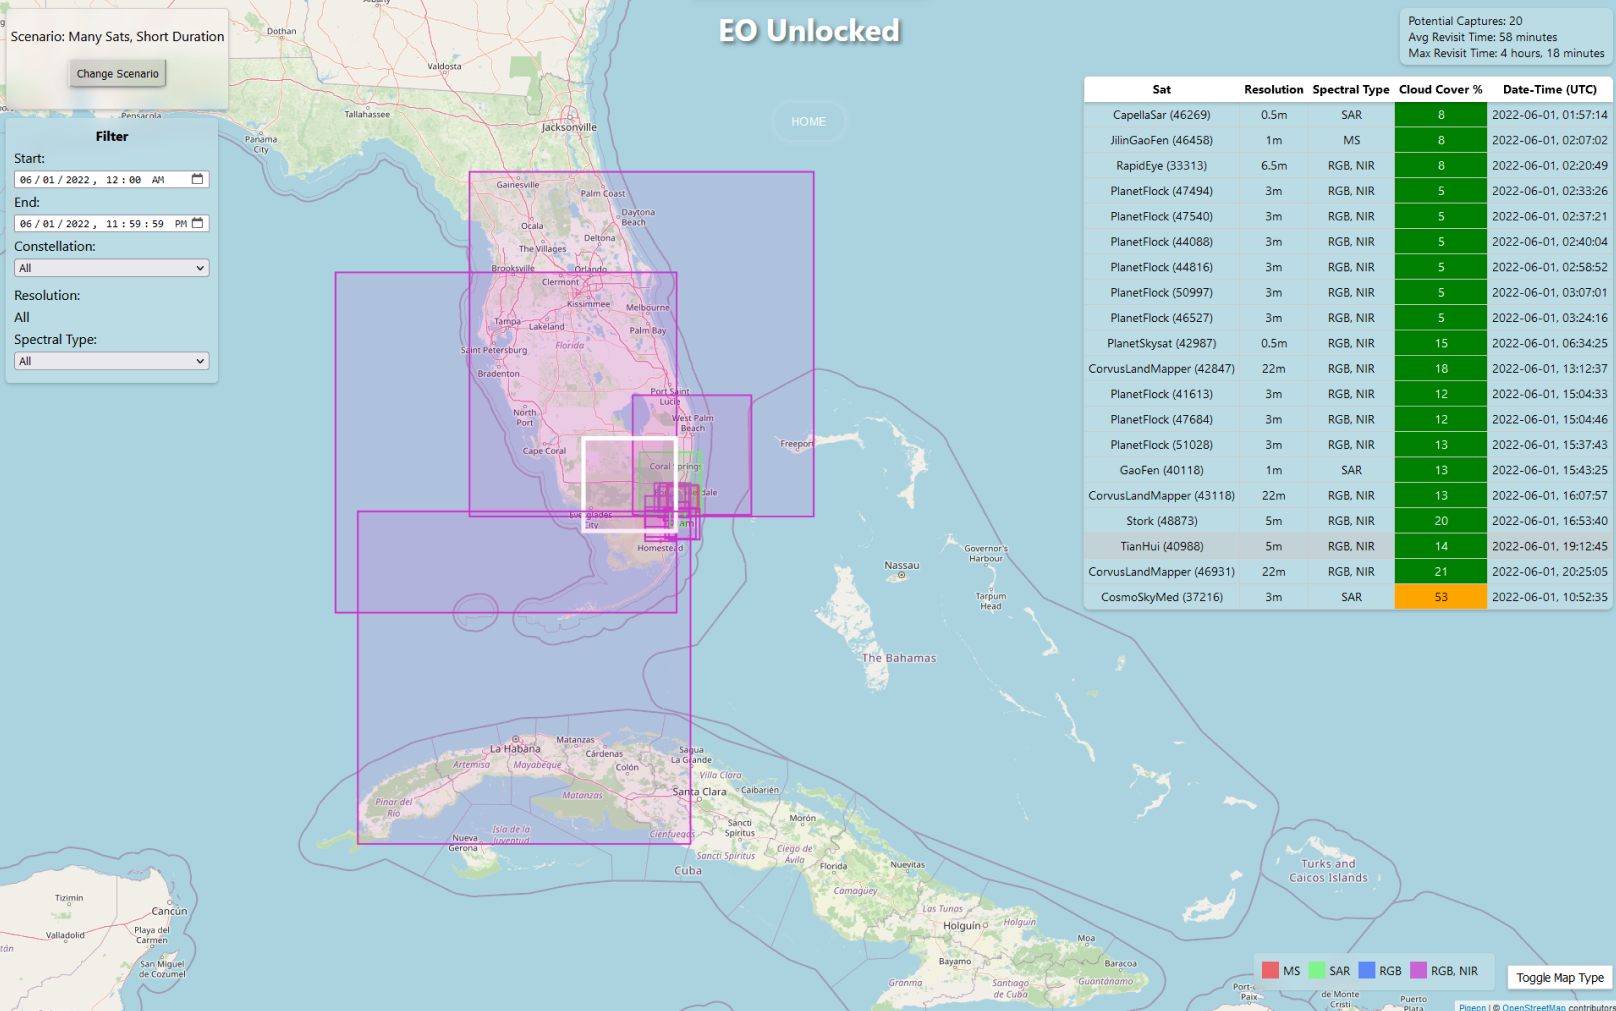 EO Unlocked
HOME
Scenario: Many Sats, Short Duration
Change Scenario
Filter
Start:
06/01/2022, 12:00 AM
End:
06/01/2022, 11:59:59 PM
Constellation:
All
Resolution:
All
Spectral Type:
All
Potential Captures: 20
Avg Revisit Time: 58 minutes
Max Revisit Time: 4 hours, 18 minutes
Sat Resolution Spectral Type Cloud Cover % Date-Time (UTC)
CapellaSar (46269) 0.5m SAR 8 2022-06-01, 01:57:14
JilinGaoFen (46458) 1m MS 8 2022-06-01, 02:07:02
RapidEye (33313) 6.5m RGB, NIR 8 2022-06-01, 02:20:49
PlanetFlock (47494) 3m RGB, NIR 5 2022-06-01, 02:33:26
PlanetFlock (47540) 3m RGB, NIR 5 2022-06-01, 02:37:21
PlanetFlock (44088) 3m RGB, NIR 5 2022-06-01, 02:40:04
PlanetFlock (44816) 3m RGB, NIR 5 2022-06-01, 02:58:52
PlanetFlock (50997) 3m RGB, NIR 5 2022-06-01, 03:07:01
PlanetFlock (46527) 3m RGB, NIR 5 2022-06-01, 03:24:16
PlanetSkysat (42987) 0.5m RGB, NIR 15 2022-06-01, 06:34:25
CorvusLandMapper (42847) 22m RGB, NIR 18 2022-06-01, 13:12:37
PlanetFlock (41613) 3m RGB, NIR 12 2022-06-01, 15:04:33
PlanetFlock (47684) 3m RGB, NIR 12 2022-06-01, 15:04:46
PlanetFlock (51028) 3m RGB, NIR 13 2022-06-01, 15:37:43
GaoFen (40118) 1m SAR 13 2022-06-01, 15:43:25
CorvusLandMapper (43118) 22m RGB, NIR 13 2022-06-01, 16:07:57
Stork (48873) 5m RGB, NIR 20 2022-06-01, 16:53:40
TianHui (40988) 5m RGB, NIR 14 2022-06-01, 19:12:45
CorvusLandMapper (46931) 22m RGB, NIR 21 2022-06-01, 20:25:05
CosmoSkyMed (37216) 3m SAR 53 2022-06-01, 10:52:35
Dothan
Valdosta
Tallahassee
Pensacola
Panama
City
Jacksonville
Gainesville
Palm Coast
Daytona
Beach
Ocala
Deltona
The Villages
Brooksville
Orlando
Clermont
Kissimmee
Melbourne
Tampa
Lakeland
Palm Bay
Florida
Saint Petersburg
Bradenton
Port Saint
Lucie
North
Port
West Palm
Beach
Cape Coral
Freeport
Coral Springs
Everglades
City
Homestead
Nassau
Governor's
Harbour
Tarpum
Head
The Bahamas
La Habana
Matanzas
Cárdenas
Sagua
La Grande
Artemisa
Mayabeque
Colón
Villa Clara
Santa Clara
Caibarién
Pinar del
Río
Matanzas
Isla de la
Juventud
Nueva
Gerona
Cienfuegos
Sancti
Spíritus
Sancti Spíritus
Morón
Ciego de
Ávila
Cuba
Florida
Nuevitas
Camagüey
Las Tunas
Holguín
Holguín
Moa
Bayamo
Baracoa
Granma
Santiago
de Cuba
Guantánamo
Turks and
Caicos Islands
Tizimín
Cancún
Valladolid
Playa del
Carmen
San Miguel
de Cozumel
Port-
Paix
de Monte
Cristi
Puerto
Plata
MS SAR RGB RGB, NIR
Toggle Map Type
Pigeon | © OpenStreetMap contributors